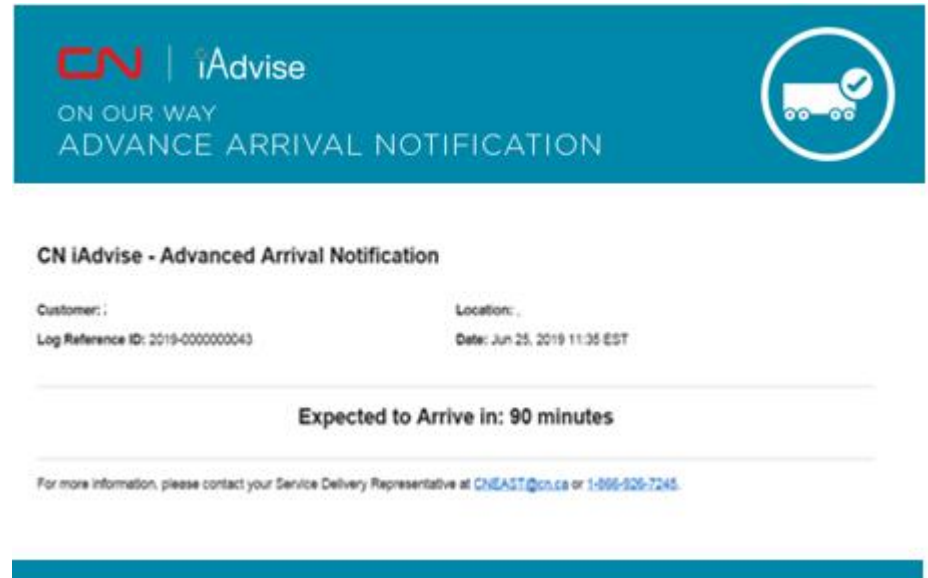 CN | iAdvise
ON OUR WAY
ADVANCE ARRIVAL NOTIFICATION
CN iAdvise - Advanced Arrival Notification
Customer: Location:
Log Reference ID: 2019-0000000043 Date: Jun 25, 2019 11:35 EST
Expected to Arrive in: 90 minutes
For more information, please contact your Service Delivery Representative at CNEAST@cn.ca or 1-866-926-7245.